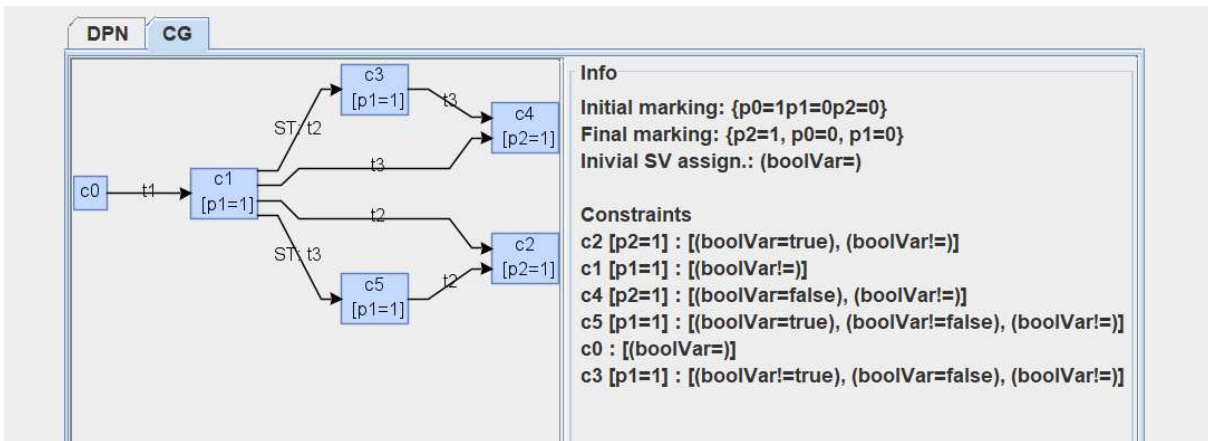 DPN CG
c3
[p1=1]
t3
c4
[p2=1]
ST; t2
t3
c1
[p1=1]
c0
t1
t2
c2
[p2=1]
ST; t3
c5
[p1=1]
t2
Info
Initial marking: {p0=1p1=0p2=0}
Final marking: {p2=1, p0=0, p1=0}
Inivial SV assign.: (boolVar=)
Constraints
c2 [p2=1] : [(boolVar=true), (boolVar!=)]
c1 [p1=1] : [(boolVar!=)]
c4 [p2=1] : [(boolVar=false), (boolVar!=)]
c5 [p1=1] : [(boolVar=true), (boolVar!=false), (boolVar!=)]
c0 : [(boolVar=)]
c3 [p1=1] : [(boolVar!=true), (boolVar=false), (boolVar!=)]